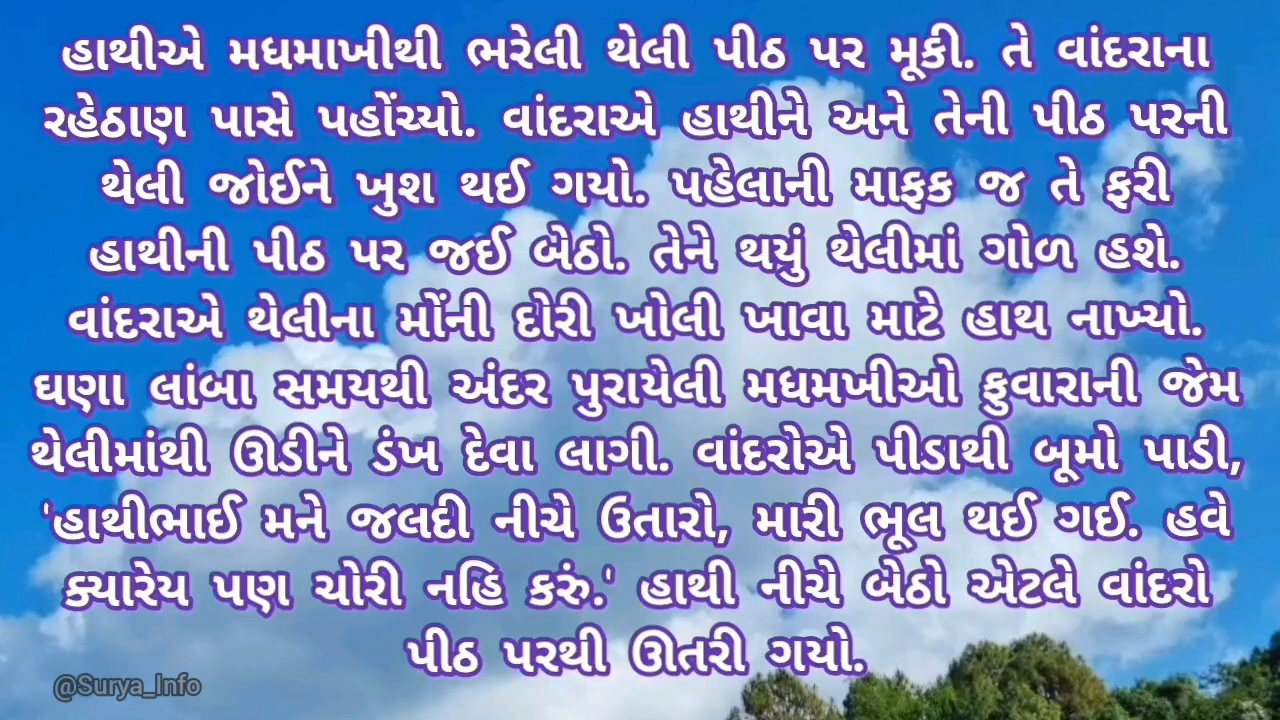 હાથીએ મધમાખીથી ભરેલી થેલી પીઠ પર મૂકી. તે વાંદરાના
રહેઠાણ પાસે પહોંચ્યો. વાંદરાએ હાથીને અને તેની પીઠ પરની
થેલી જોઈને ખુશ થઈ ગયો. પહેલાની માફક જ તે ફરી
હાથીની પીઠ પર જઈ બેઠો. તેને થયું થેલીમાં ગોળ હશે.
વાંદરાએ થેલીના મોંની દોરી ખોલી ખાવા માટે હાથ નાખ્યો.
ઘણા લાંબા સમયથી અંદર પુરાયેલી મધમખીઓ ફુવારાની જેમ
થેલીમાંથી ઊડીને ડંખ દેવા લાગી. વાંદરોએ પીડાથી બૂમો પાડી,
'હાથીભાઈ મને જલદી નીચે ઉતારો, મારી ભૂલ થઈ ગઈ. હવે
ક્યારેય પણ ચોરી નહિ કરું.' હાથી નીચે બેઠો એટલે વાંદરો
પીઠ પરથી ઊતરી ગયો.
@Surya_Info